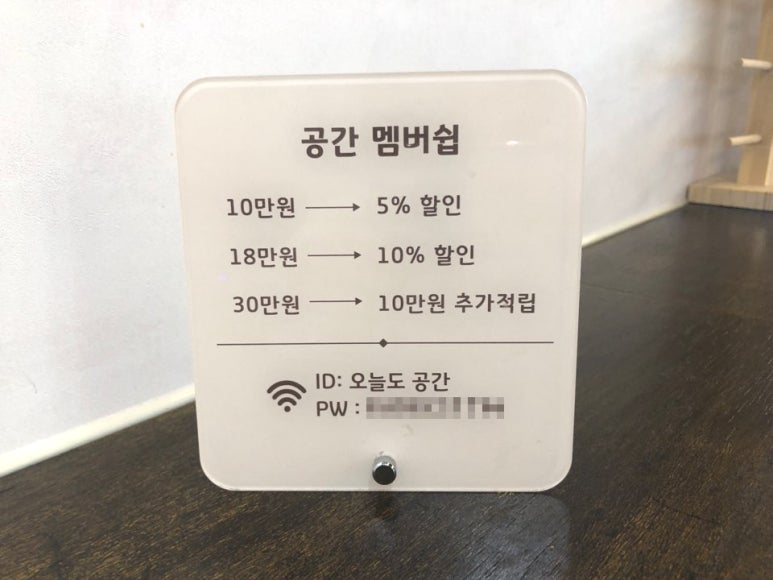 공간 멤버쉽
10만원 → 5% 할인
18만원 → 10% 할인
30만원 → 10만원 추가적립
ID: 오늘도 공간
PW :